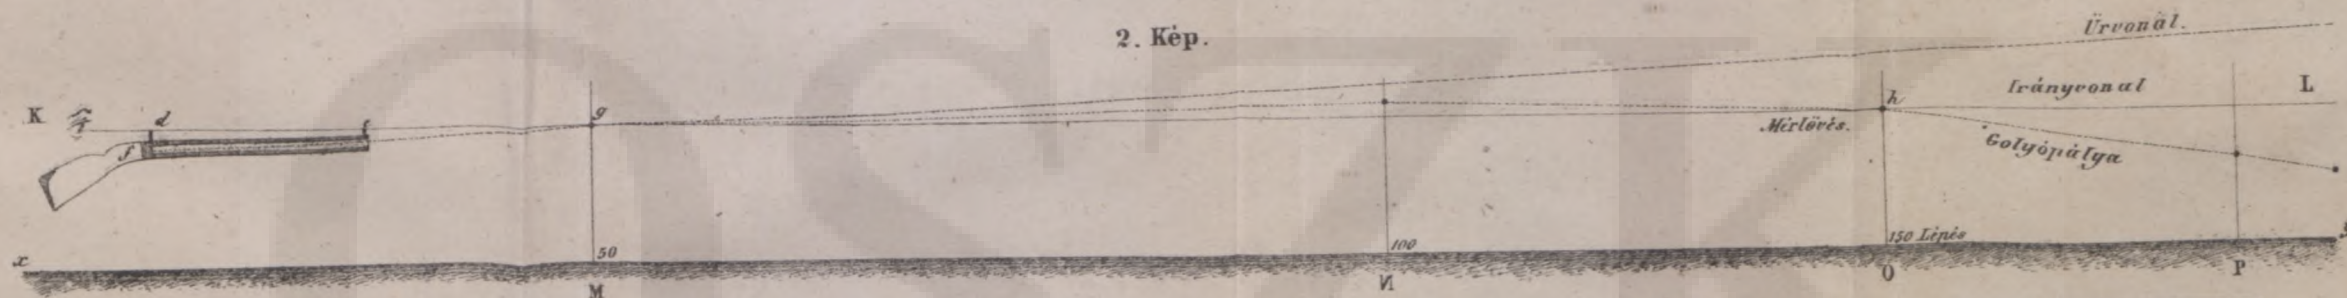 2. Kép.
Űrvonal.
K
d
g
h
Irányvonal
L
f
Mérlövés.
Golyópálya
x
50
100
150 Lépés
M
N
O
P